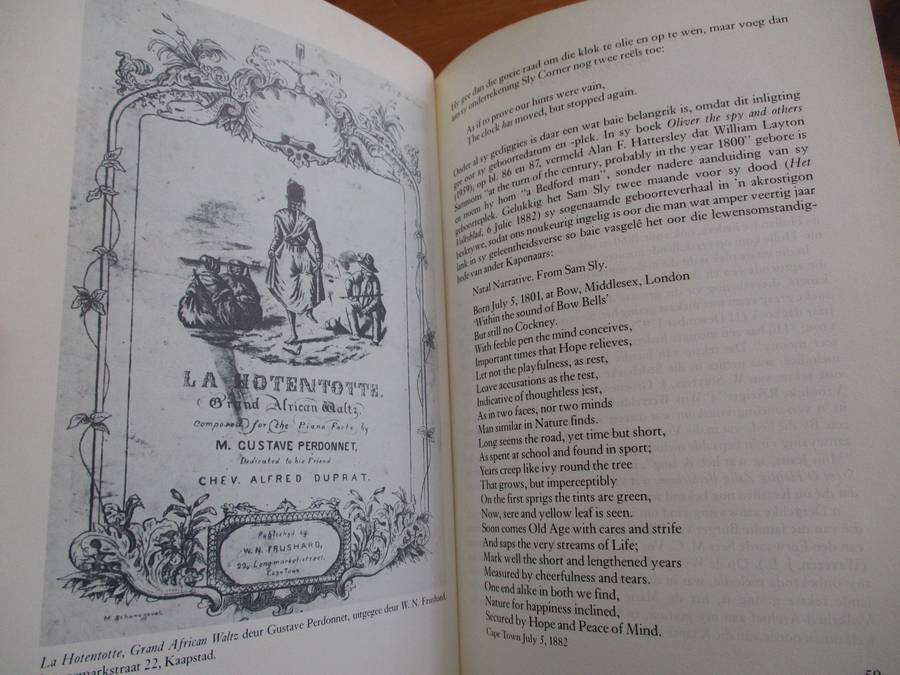 LA HOTENTOTTE.
(Grand African Waltz)
Composed for the Piano Forte, by
M. GUSTAVE PERDONNET,
Dedicated to his Friend
CHEV. ALFRED DUPRAT.
Published by
W. N. FRUSHARD,
22, Longmarket-street.
Cape Town
La Hotentotte, Grand African Waltz deur Gustave Perdonnet, uitgegee deur W. N. Frushard,
markstraat 22, Kaapstad.
Hy gee dan die goeie raad om die klok te olie en op te wen, maar voeg dan
aan sy ondertekening Sly Corner nog twee reëls toe:
As if to prove our hints were vain,
The clock has moved, but stopped again.
Onder al sy gediggies is daar een wat baie belangrik is, omdat dit inligting
gee oor sy geboortedatum en -plek. In sy boek Oliver the spy and others
(1959), op bl. 86 en 87, vermeld Alan F. Hattersley dat William Layton
Sammons "at the turn of the century, probably in the year 1800" gebore is
en noem hy hom "a Bedford man", sonder nadere aanduiding van sy
geboorteplek. Gelukkig het Sam Sly twee maande voor sy dood (Het
Volksblad, 6 Julie 1882) sy sogenaamde geboorteverhaal in 'n akrostigon
beskrywe, sodat ons noukeurig ingelig is oor die man wat amper veertig jaar
lank in sy geleentheidsverse so baie vasgelê het oor die lewensomstandig-
hede van ander Kapenaars:
Natal Narrative. From Sam Sly.
Born July 5, 1801, at Bow, Middlesex, London
'Within the sound of Bow Bells'
But still no Cockney.
With feeble pen the mind conceives,
Important times that Hope relieves,
Let not the playfulness, as rest,
Leave accusations as the test,
Indicative of thoughtless jest,
As in two faces, nor two minds
Man similar in Nature finds.
Long seems the road, yet time but short,
As spent at school and found in sport;
Years creep like ivy round the tree
That grows, but imperceptibly
On the first sprigs the tints are green,
Now, sere and yellow leaf is seen.
Soon comes Old Age with cares and strife
And saps the very streams of Life;
Mark well the short and lengthened years
Measured by cheerfulness and tears.
One end alike in both we find,
Nature for happiness inclined,
Secured by Hope and Peace of Mind.
Cape Town July 5, 1882